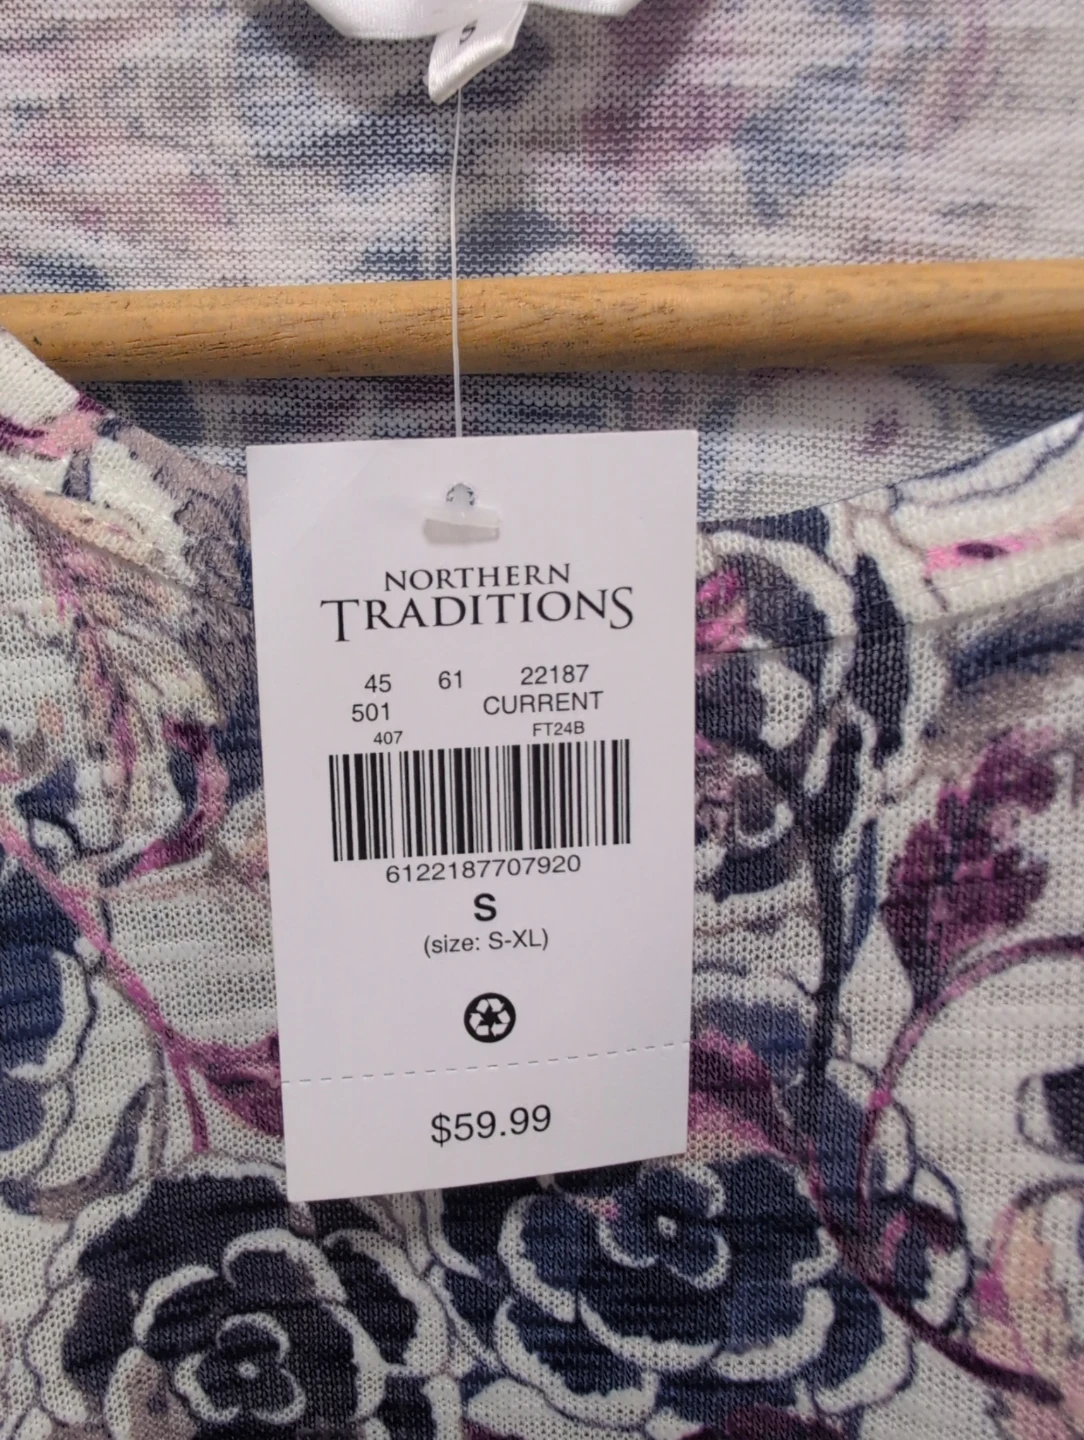 NORTHERN
TRADITIONS
45 61 22187
501 CURRENT
407 FT24B
6122187707920
S
(size: S-XL)
$59.99